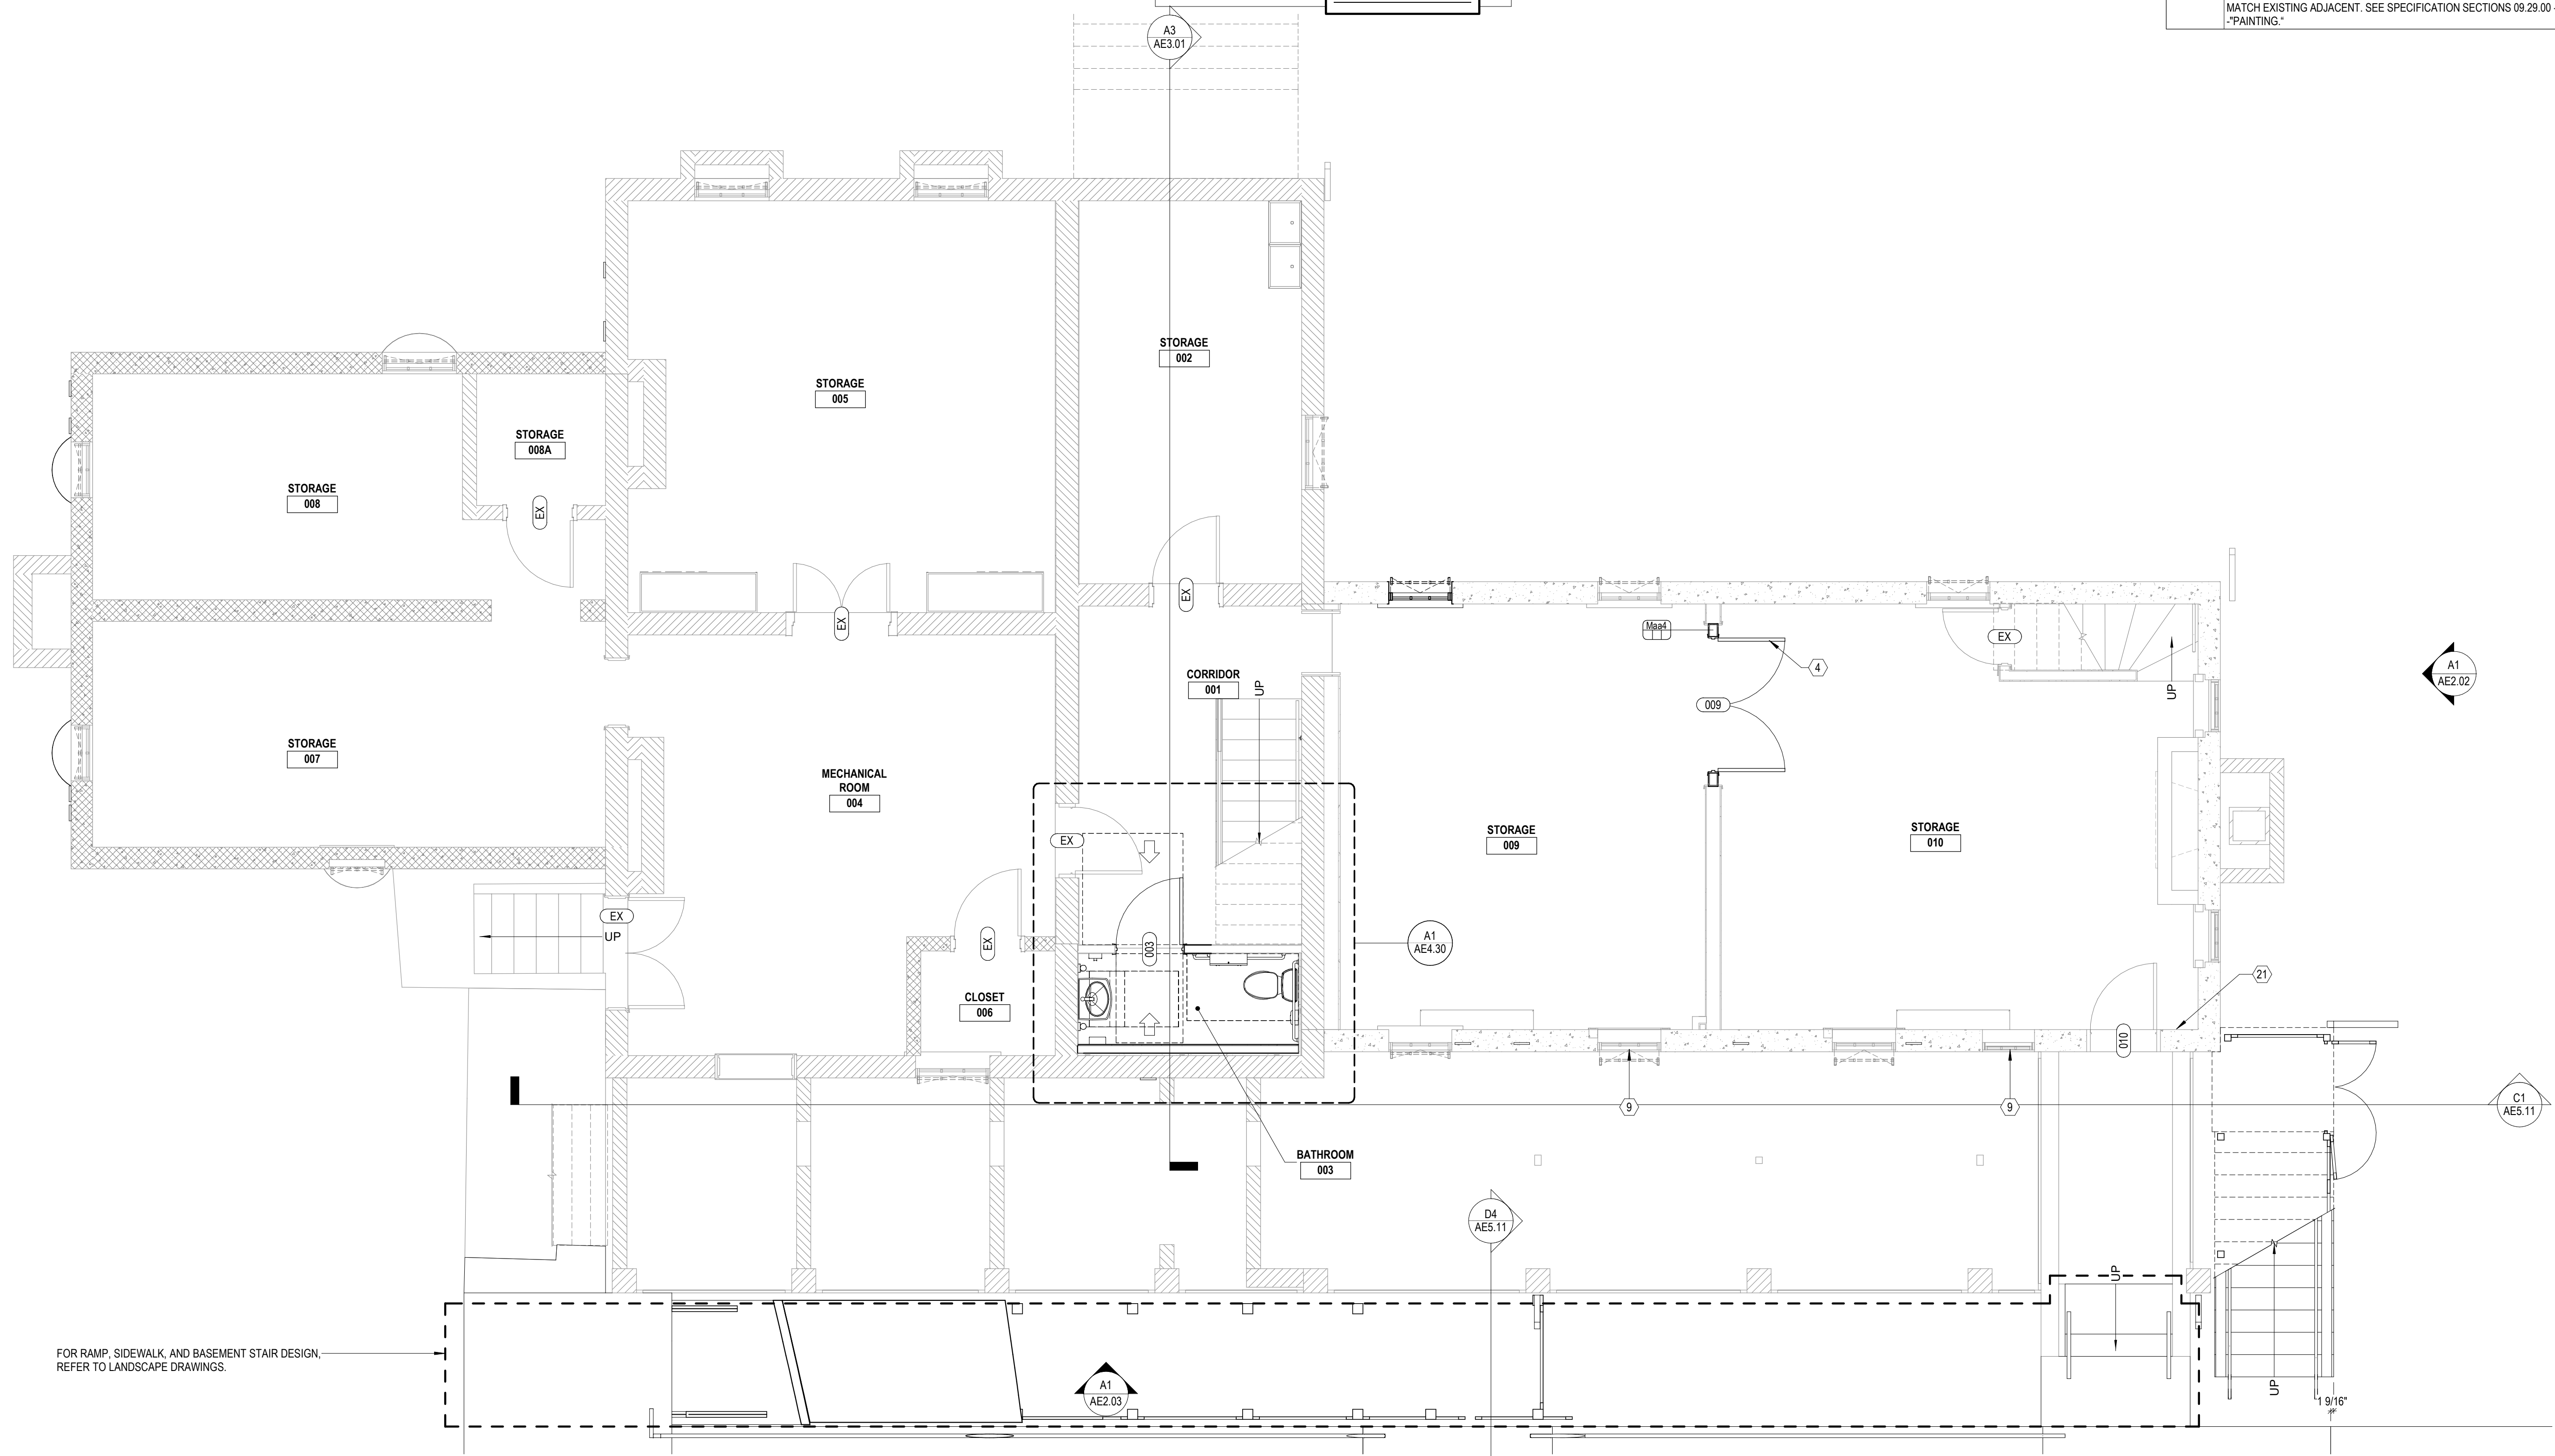 MATCH EXISTING ADJACENT. SEE SPECIFICATION SECTIONS 09.29.00 -
-"PAINTING."
A3
AE3.01
STORAGE
002
STORAGE
005
STORAGE
008A
STORAGE
008
EX
EX
EX
Maa4
4
EX
A1
AE2.02
CORRIDOR
001
UP
UP
009
STORAGE
007
MECHANICAL
ROOM
004
STORAGE
009
STORAGE
010
EX
EX
UP
EX
003
A1
AE4.30
21
CLOSET
006
010
9
9
C1
AE5.11
BATHROOM
003
D4
AE5.11
UP
FOR RAMP, SIDEWALK, AND BASEMENT STAIR DESIGN,
REFER TO LANDSCAPE DRAWINGS.
A1
AE2.03
UP
1 9/16"